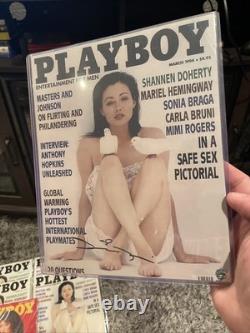 PLAYBOY
ENTERTAINMENT FOR MEN
MARCH 1994 • $4.95
MASTERS AND
JOHNSON
ON FLIRTING AND
PHILANDERING
INTERVIEW:
ANTHONY
HOPKINS
UNLEASHED
GLOBAL
WARMING
PLAYBOY'S
HOTTEST
INTERNATIONAL
PLAYMATES
20 QUESTIONS
SHANNEN DOHERTY
MARIEL HEMINGWAY
SONIA BRAGA
CARLA BRUNI
MIMI ROGERS
IN A
SAFE SEX
PICTORIAL
PLAYBOY